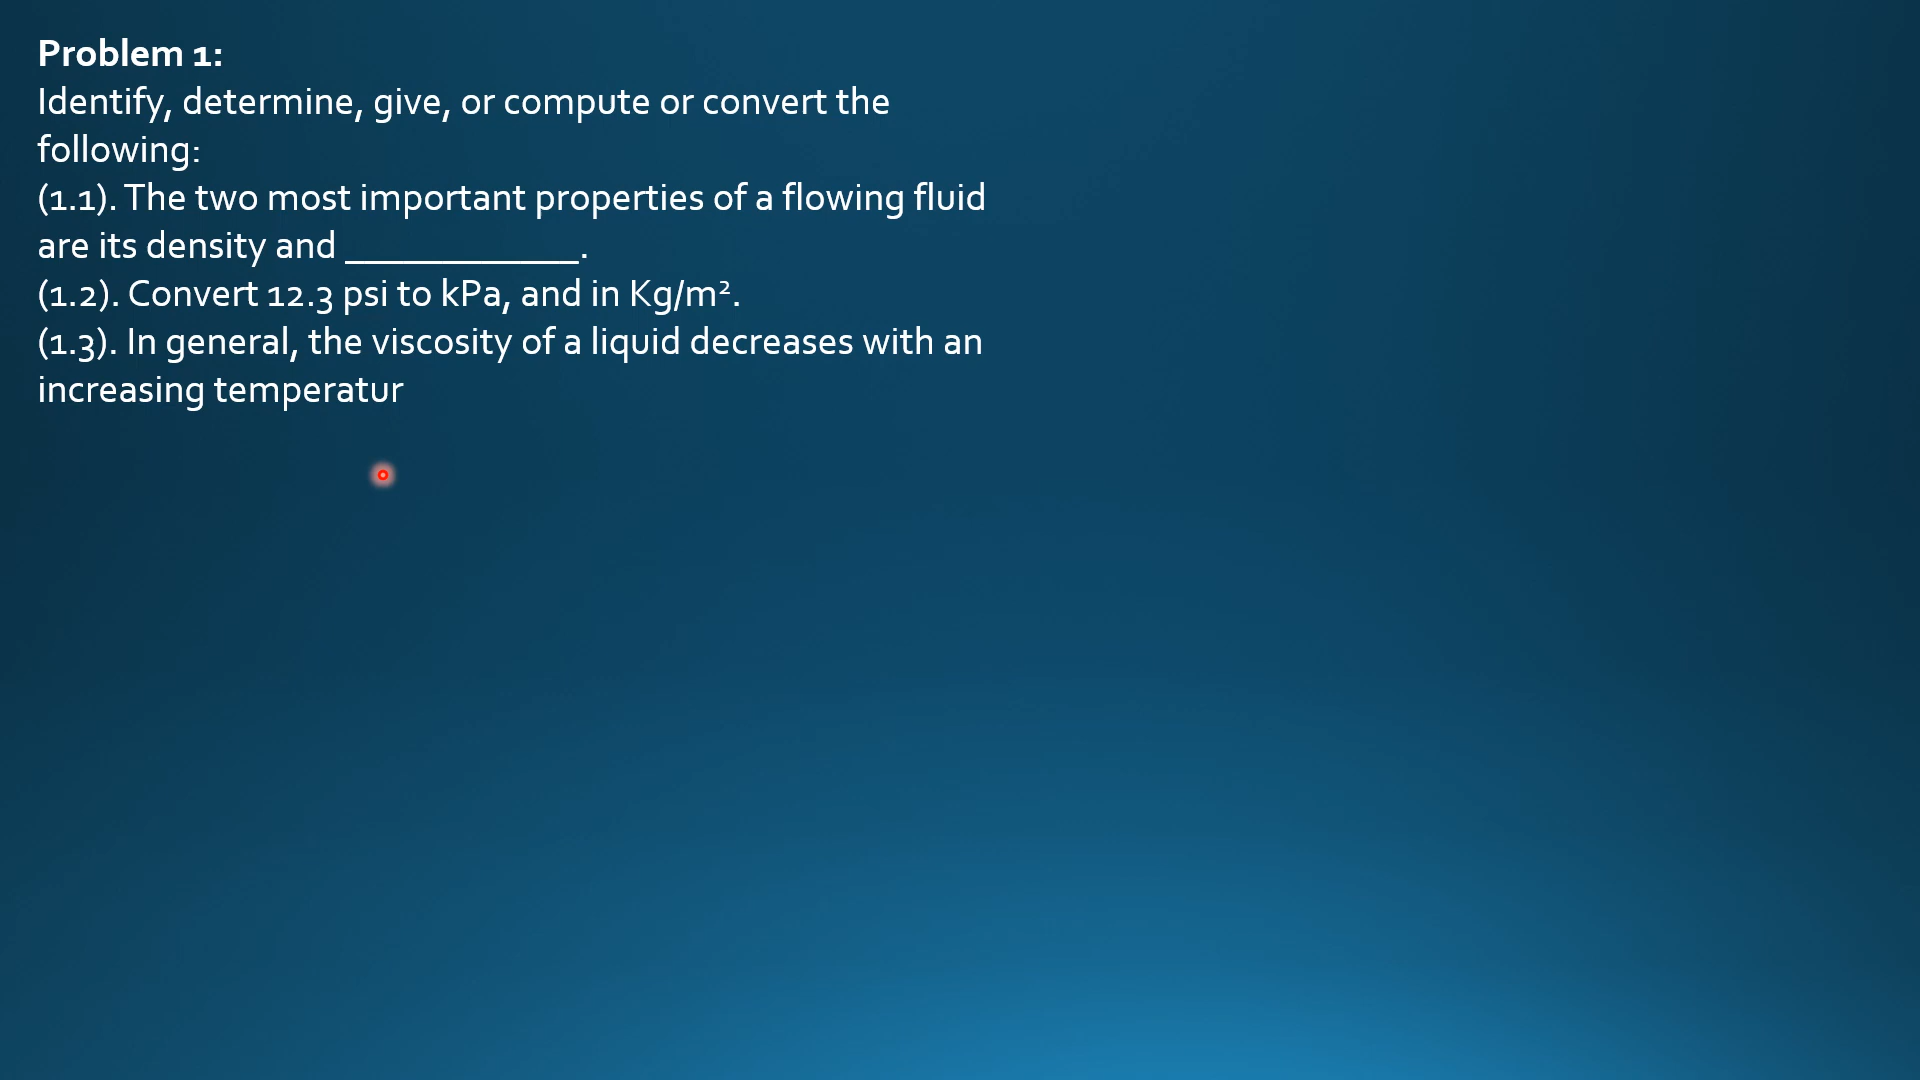 Problem 1:
Identify, determine, give, or compute or convert the
following:
(1.1). The two most important properties of a flowing fluid
are its density and ____________.
(1.2). Convert 12.3 psi to kPa, and in Kg/m².
(1.3). In general, the viscosity of a liquid decreases with an
increasing temperatur